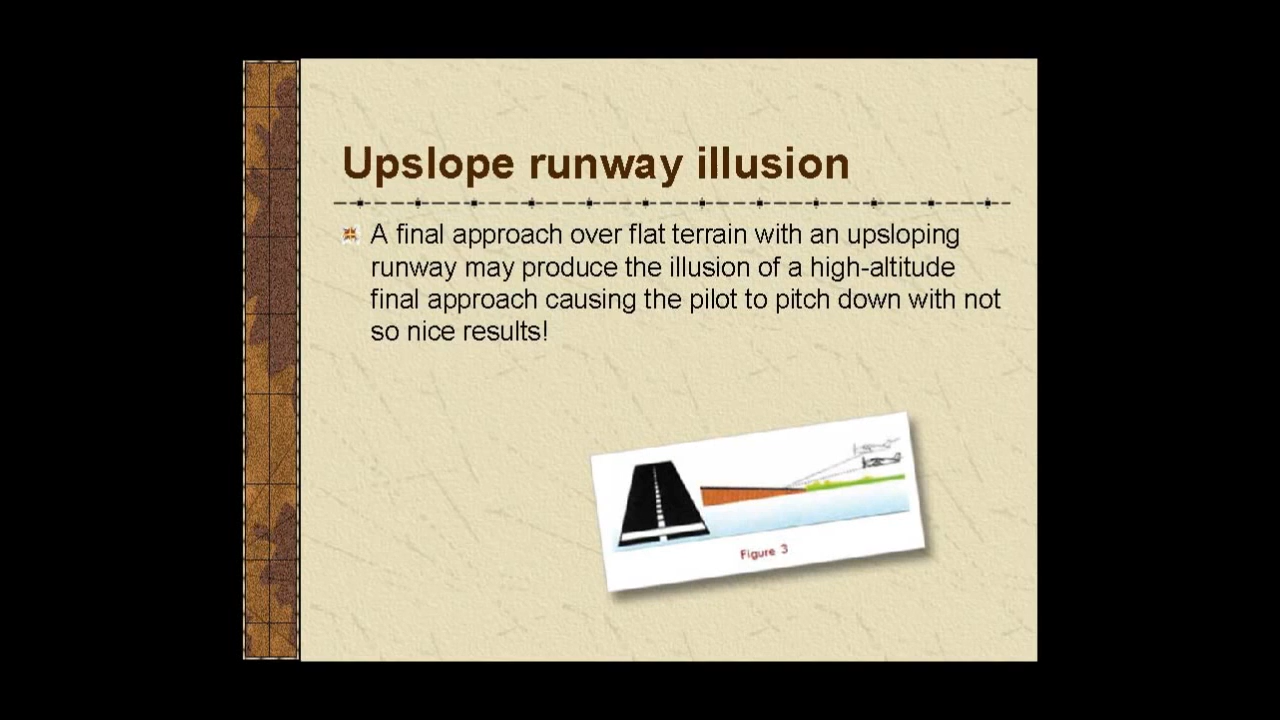 Upslope runway illusion
A final approach over flat terrain with an upsloping
runway may produce the illusion of a high-altitude
final approach causing the pilot to pitch down with not
so nice results!
Figure 3